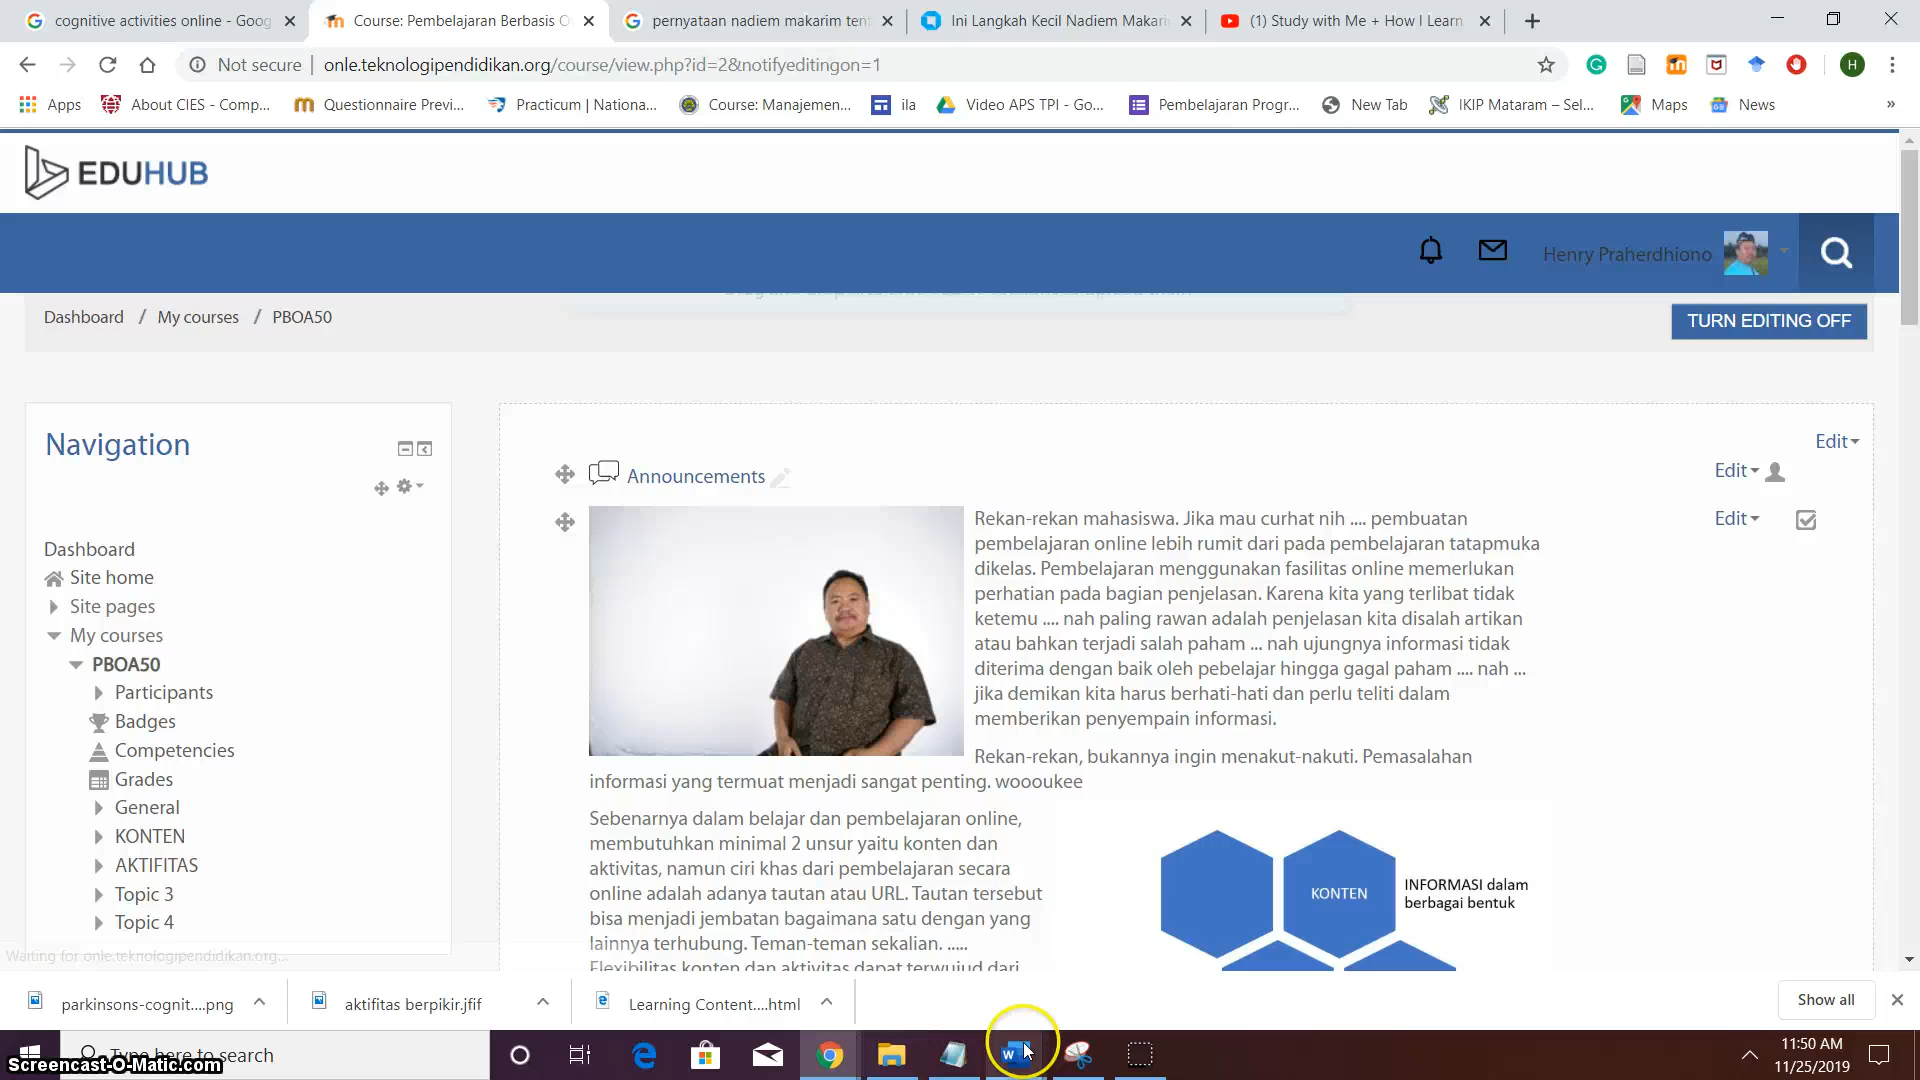 cognitive activities online - Goog
Course: Pembelajaran Berbasis O
pernyataan nadiem makarim tent
Ini Langkah Kecil Nadiem Makari
(1) Study with Me + How I Learn
Not secure
onle.teknologipendidikan.org/course/view.php?id=2&notifyeditingon=1
H
Apps
About CIES - Comp...
Questionnaire Previ...
Practicum | Nationa...
Course: Manajemen...
ila
Video APS TPI - Go...
Pembelajaran Progr...
New Tab
IKIP Mataram – Sel...
Maps
News
»
EDUHUB
Henry Praherdhiono
Dashboard / My courses / PBOA50
TURN EDITING OFF
Navigation
Dashboard
Site home
Site pages
My courses
PBOA50
Participants
Badges
Competencies
Grades
General
KONTEN
AKTIFITAS
Topic 3
Topic 4
Edit
Announcements
Edit
Edit
Rekan-rekan mahasiswa. Jika mau curhat nih .... pembuatan
pembelajaran online lebih rumit dari pada pembelajaran tatapmuka
dikelas. Pembelajaran menggunakan fasilitas online memerlukan
perhatian pada bagian penjelasan. Karena kita yang terlibat tidak
ketemu .... nah paling rawan adalah penjelasan kita disalah artikan
atau bahkan terjadi salah paham ... nah ujungnya informasi tidak
diterima dengan baik oleh pebelajar hingga gagal paham .... nah ...
jika demikan kita harus berhati-hati dan perlu teliti dalam
memberikan penyempain informasi.
Rekan-rekan, bukannya ingin menakut-nakuti. Pemasalahan
informasi yang termuat menjadi sangat penting. woooukee
Sebenarnya dalam belajar dan pembelajaran online,
membutuhkan minimal 2 unsur yaitu konten dan
aktivitas, namun ciri khas dari pembelajaran secara
online adalah adanya tautan atau URL. Tautan tersebut
bisa menjadi jembatan bagaimana satu dengan yang
lainnya terhubung. Teman-teman sekalian. .....
Flexibilitas konten dan aktivitas dapat terwujud dari
KONTEN
INFORMASI dalam
berbagai bentuk
Waiting for onle.teknologipendidikan.org...
parkinsons-cognit....png
aktifitas berpikir.jfif
Learning Content....html
Show all
Type here to search
Screencast-O-Matic.com
11:50 AM
11/25/2019